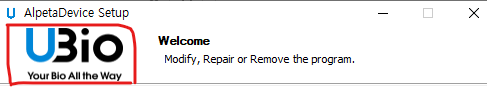 AlpetaDevice Setup
UBio
Your Bio All the Way
Welcome
Modify, Repair or Remove the program.